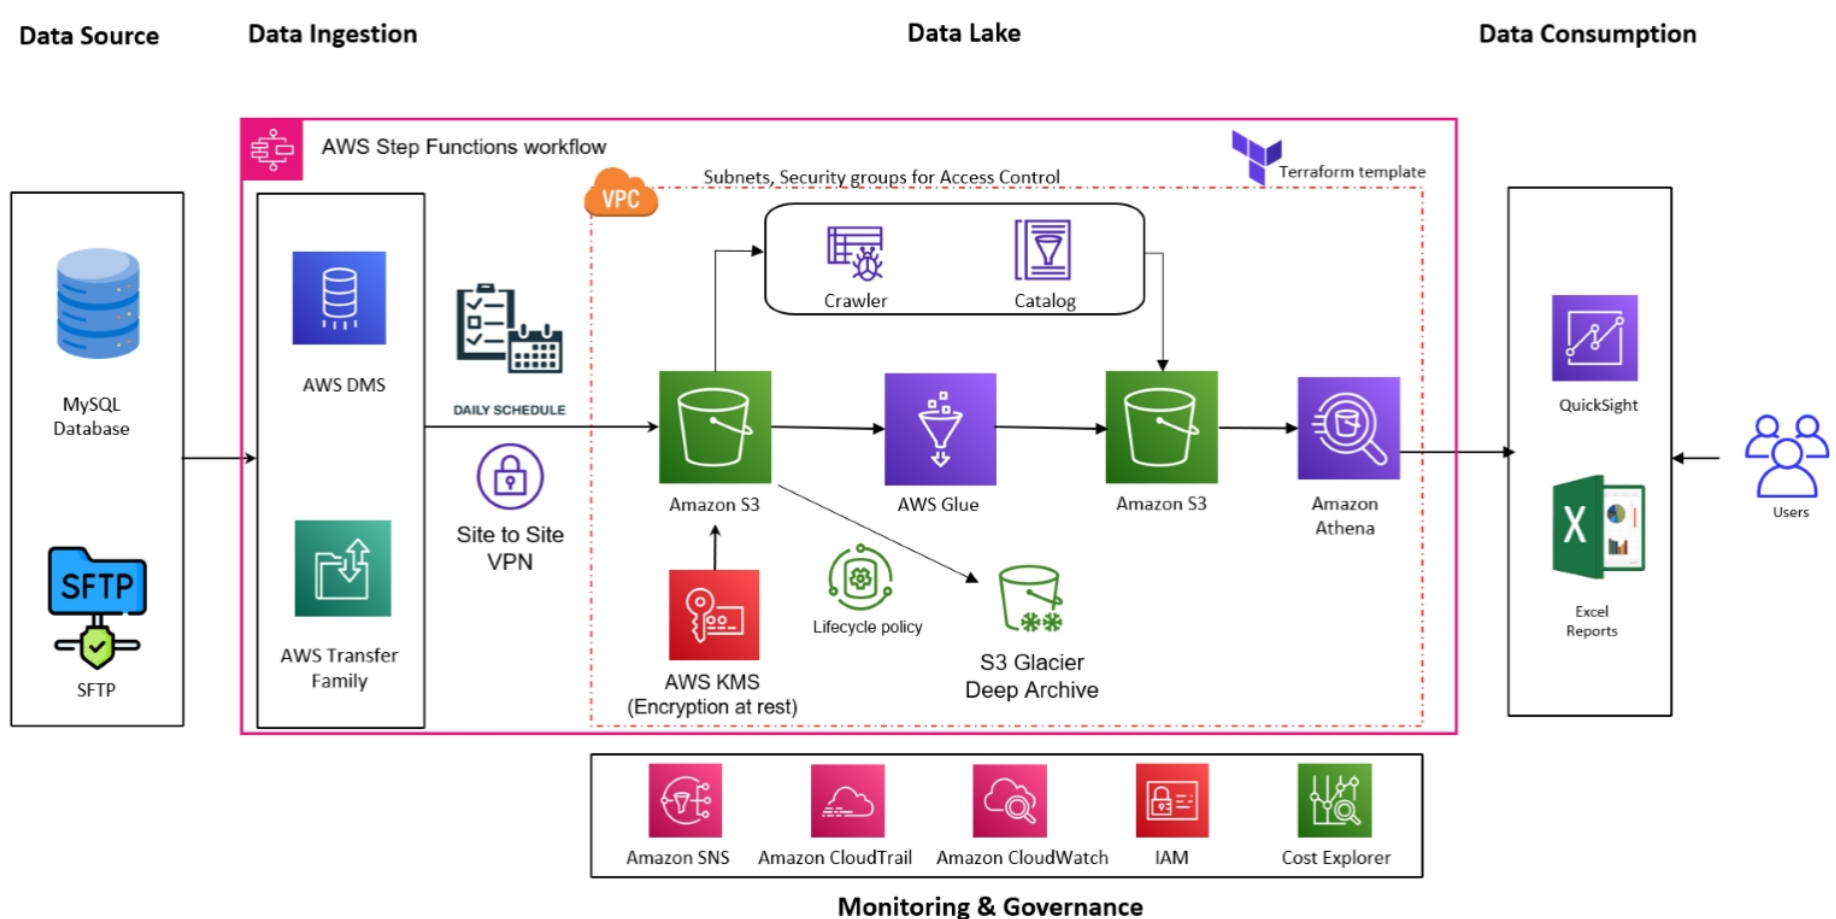 Data Source
Data Ingestion
Data Lake
Data Consumption
AWS Step Functions workflow
Terraform template
Subnets, Security groups for Access Control
VPC
Crawler
Catalog
MySQL
Database
SFTP
SFTP
AWS DMS
AWS Transfer
Family
DAILY SCHEDULE
Site to Site
VPN
Amazon S3
AWS Glue
Amazon S3
Amazon
Athena
AWS KMS
(Encryption at rest)
Lifecycle policy
S3 Glacier
Deep Archive
QuickSight
X
Excel
Reports
Users
Amazon SNS
Amazon CloudTrail
Amazon CloudWatch
IAM
Cost Explorer
Monitoring & Governance